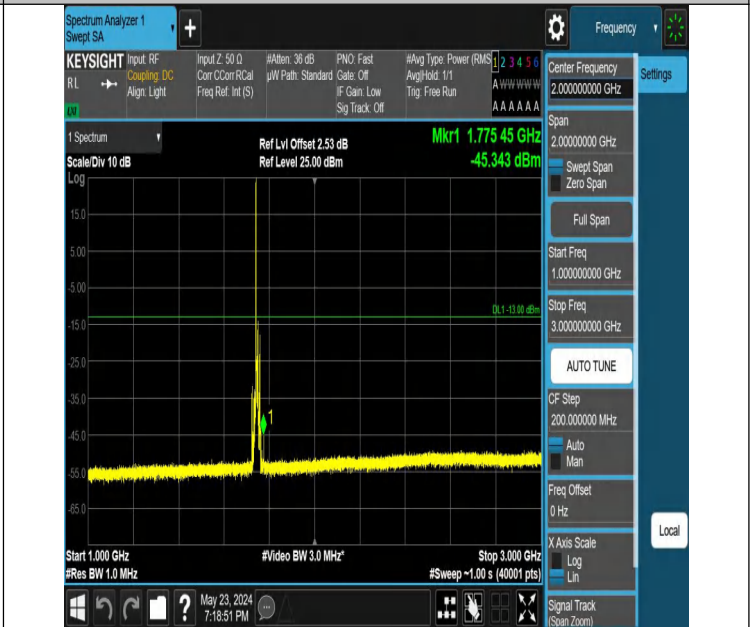 Spectrum Analyzer 1
Swept SA
+
Frequency
KEYSIGHT
RL
LXI
Input: RF
Coupling: DC
Align: Light
Input Z: 50 Ω
Corr CCorr RCal
Freq Ref: Int (S)
#Atten: 36 dB
µW Path: Standard
PNO: Fast
Gate: Off
IF Gain: Low
Sig Track: Off
#Avg Type: Power (RMS
Avg|Hold: 1/1
Trig: Free Run
1 2 3 4 5 6
A W W W W W
A A A A A A
1 Spectrum
Scale/Div 10 dB
Log
Ref Lvl Offset 2.53 dB
Ref Level 25.00 dBm
Mkr1 1.775 45 GHz
-45.343 dBm
15.0
5.00
-5.00
DL1 -13.00 dBm
-15.0
-25.0
-35.0
1
-45.0
-55.0
-65.0
Start 1.000 GHz
#Res BW 1.0 MHz
#Video BW 3.0 MHz*
Stop 3.000 GHz
#Sweep ~1.00 s (40001 pts)
?
May 23, 2024
7:18:51 PM
Center Frequency
2.000000000 GHz
Settings
Span
2.00000000 GHz
Swept Span
Zero Span
Full Span
Start Freq
1.000000000 GHz
Stop Freq
3.000000000 GHz
AUTO TUNE
CF Step
200.000000 MHz
Auto
Man
Freq Offset
0 Hz
X Axis Scale
Log
Lin
Local
Signal Track
(Span Zoom)